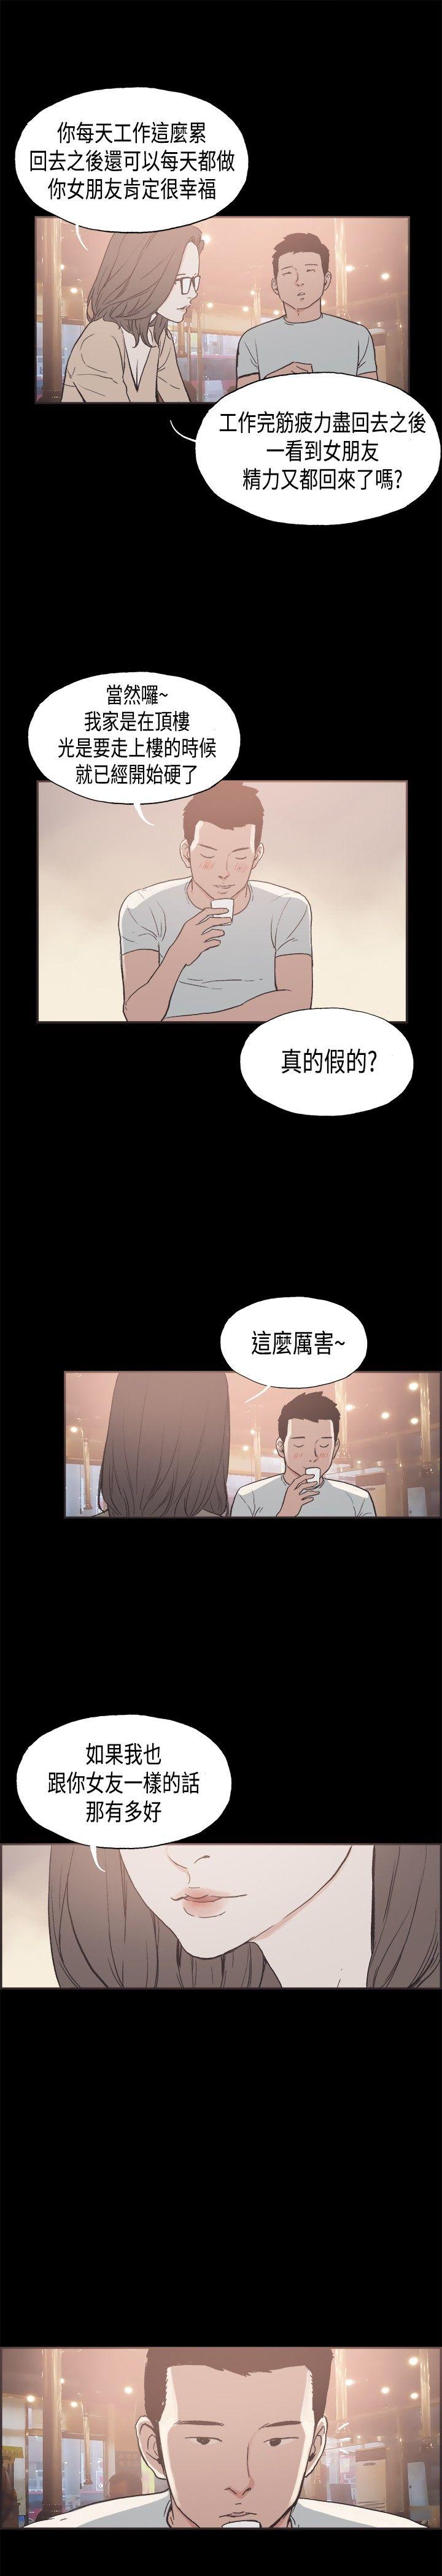 你每天工作這麼累
回去之後還可以每天都做
你女朋友肯定很幸福
工作完筋疲力盡回去之後
一看到女朋友
精力又都回來了嗎?
當然囉~
我家是在頂樓
光是要走上樓的時候
就已經開始硬了
真的假的?
這麼厲害~
如果我也
跟你女友一樣的話
那有多好